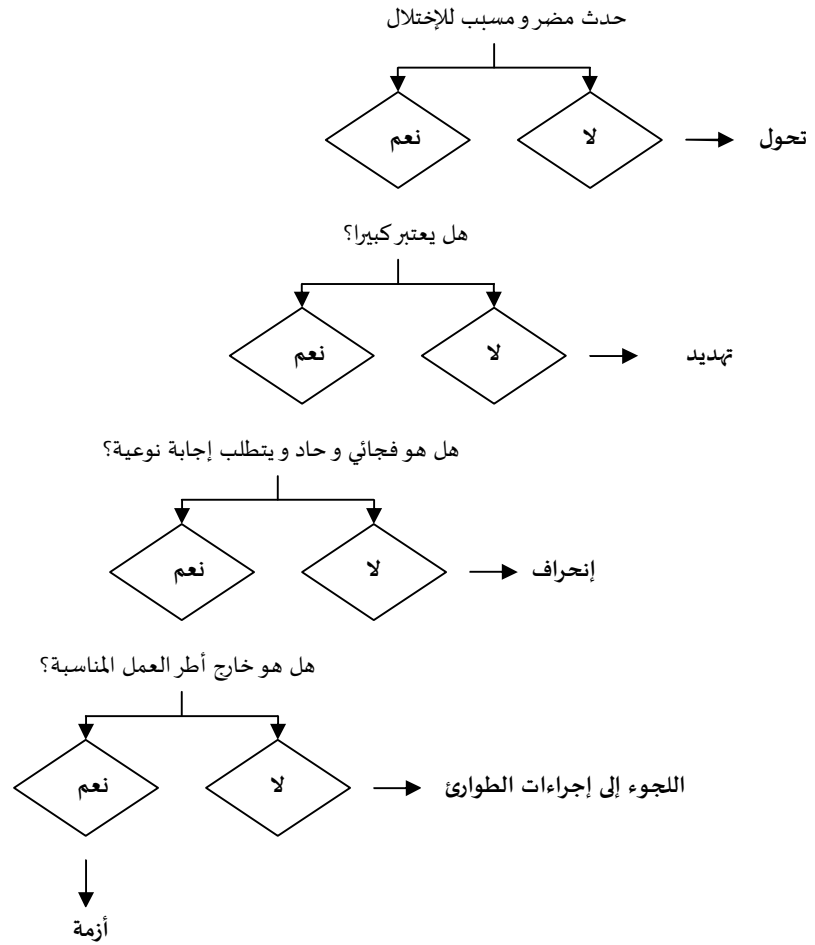 حدث مضر و مسبب للإختلال
نعم
لا
تحول
هل يعتبر كبيرا؟
نعم
لا
تهديد
هل هو فجائي و حاد و يتطلب إجابة نوعية؟
نعم
لا
إنحراف
هل هو خارج أطر العمل المناسبة؟
نعم
لا
اللجوء إلى إجراءات الطوارئ
أزمة